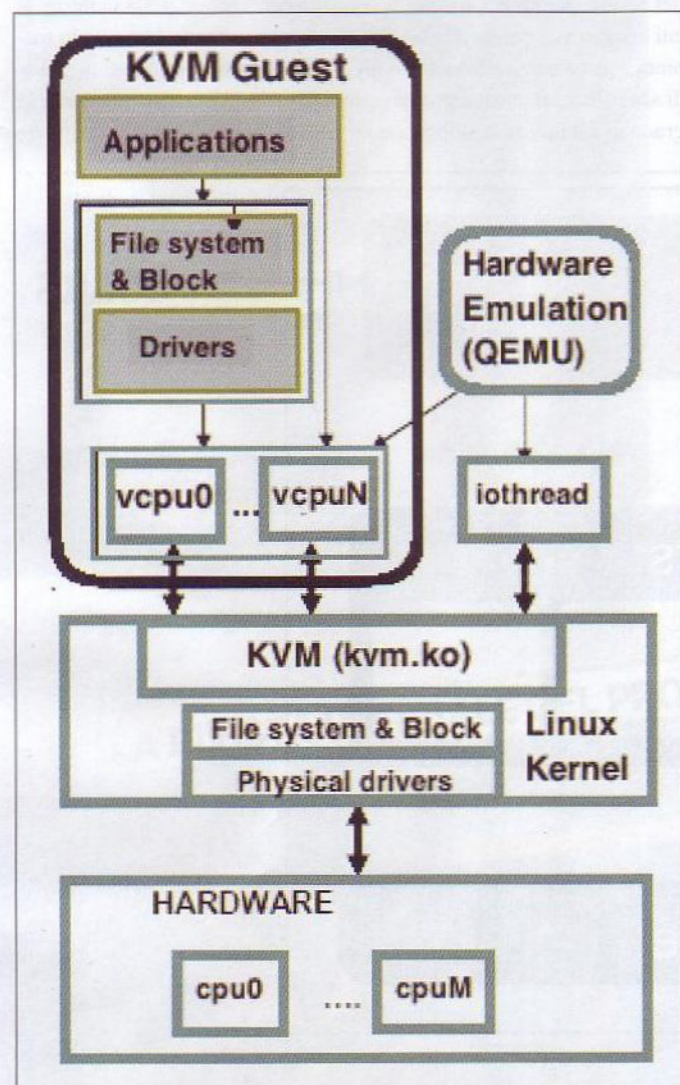 KVM Guest
Applications
File system
& Block
Drivers
vcpu0 ... vcpuN
Hardware
Emulation
(QEMU)
iothread
KVM (kvm.ko)
File system & Block
Physical drivers
Linux
Kernel
HARDWARE
cpu0 .... cpuM